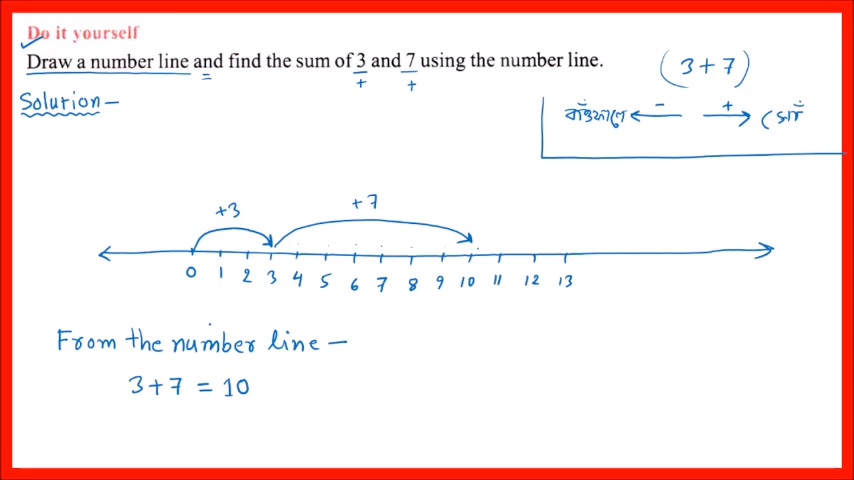 Do it yourself
Draw a number line and find the sum of 3 and 7 using the number line.
+ +
(3+7)
Solution -
বাঁওফালে - +
+3 +7
0 1 2 3 4 5 6 7 8 9 10 11 12 13
From the number line -
3+7 = 10